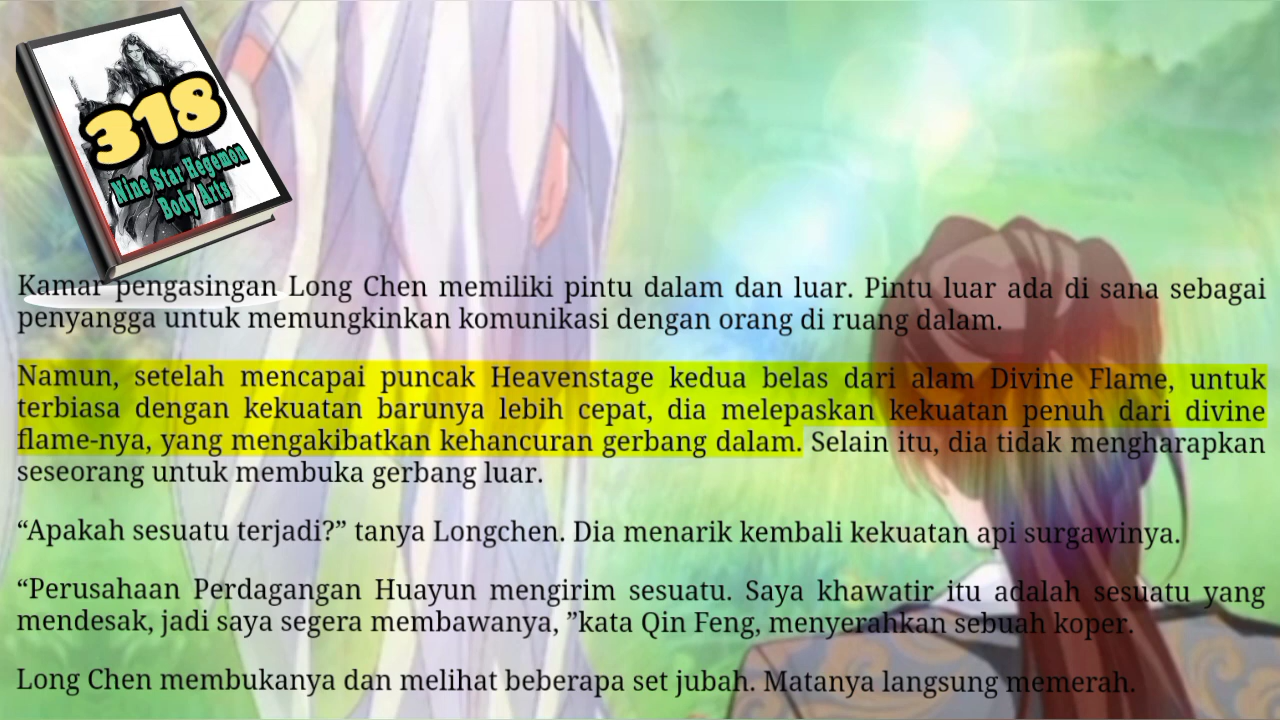 318
Nine Star Hegemon
Body Arts
Kamar pengasingan Long Chen memiliki pintu dalam dan luar. Pintu luar ada di sana sebagai
penyangga untuk memungkinkan komunikasi dengan orang di ruang dalam.
Namun, setelah mencapai puncak Heavenstage kedua belas dari alam Divine Flame, untuk
terbiasa dengan kekuatan barunya lebih cepat, dia melepaskan kekuatan penuh dari divine
flame-nya, yang mengakibatkan kehancuran gerbang dalam. Selain itu, dia tidak mengharapkan
seseorang untuk membuka gerbang luar.
“Apakah sesuatu terjadi?” tanya Longchen. Dia menarik kembali kekuatan api surgawinya.
“Perusahaan Perdagangan Huayun mengirim sesuatu. Saya khawatir itu adalah sesuatu yang
mendesak, jadi saya segera membawanya, ”kata Qin Feng, menyerahkan sebuah koper.
Long Chen membukanya dan melihat beberapa set jubah. Matanya langsung memerah.